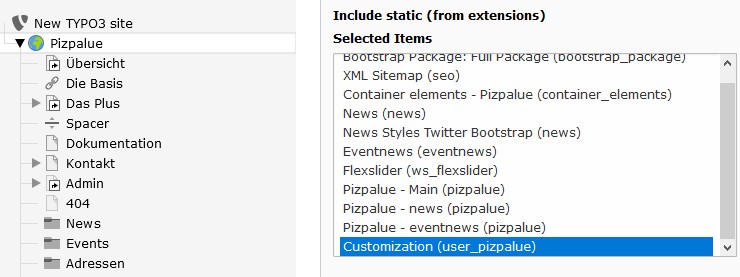 New TYPO3 site
Pizpalue
Übersicht
Die Basis
Das Plus
Spacer
Dokumentation
Kontakt
Admin
404
News
Events
Adressen
Include static (from extensions)
Selected Items
Bootstrap Package: Full Package (bootstrap_package)
XML Sitemap (seo)
Container elements - Pizpalue (container_elements)
News (news)
News Styles Twitter Bootstrap (news)
Eventnews (eventnews)
Flexslider (ws_flexslider)
Pizpalue - Main (pizpalue)
Pizpalue - news (pizpalue)
Pizpalue - eventnews (pizpalue)
Customization (user_pizpalue)